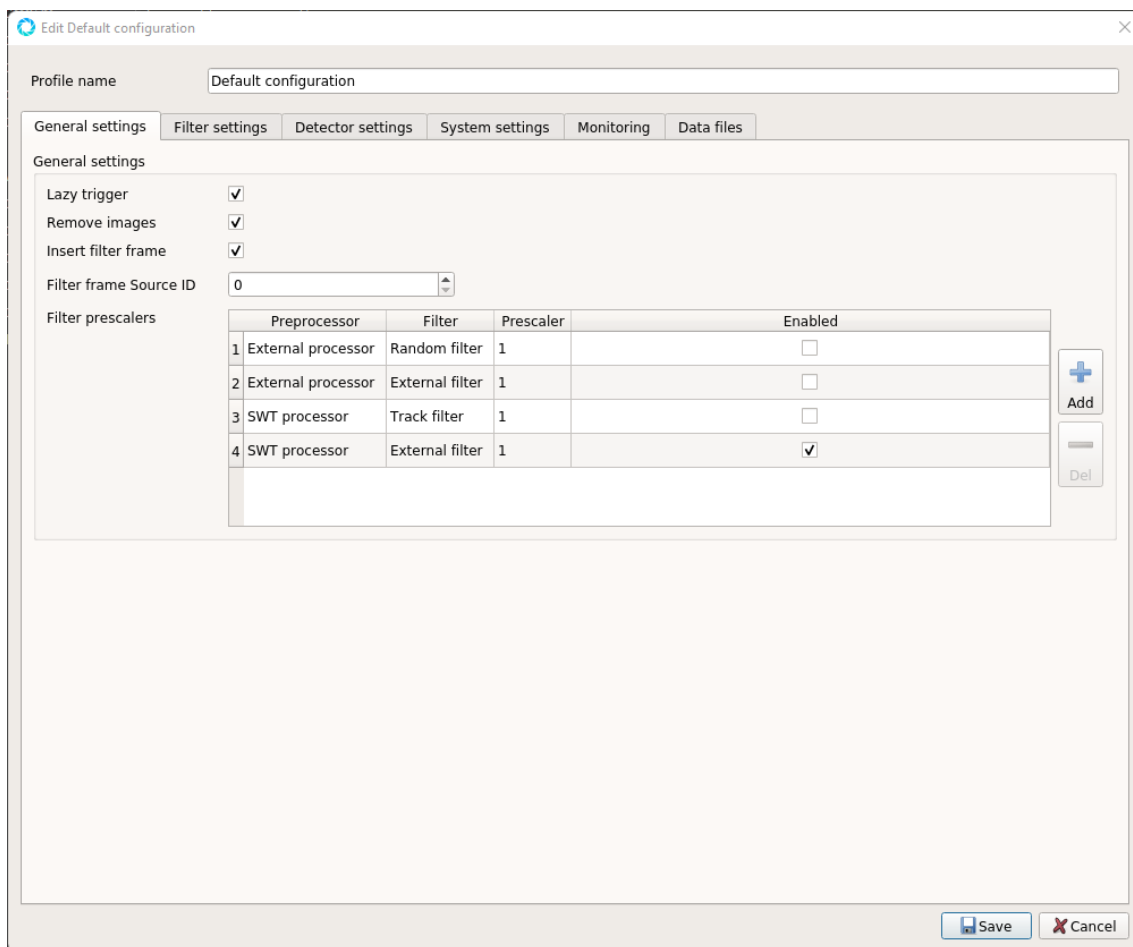 Edit Default configuration
Profile name Default configuration
General settings Filter settings Detector settings System settings Monitoring Data files
General settings
Lazy trigger
Remove images
Insert filter frame
Filter frame Source ID 0
Filter prescalers
Preprocessor Filter Prescaler Enabled
1 External processor Random filter 1
2 External processor External filter 1
3 SWT processor Track filter 1
4 SWT processor External filter 1
Add
Del
Save Cancel